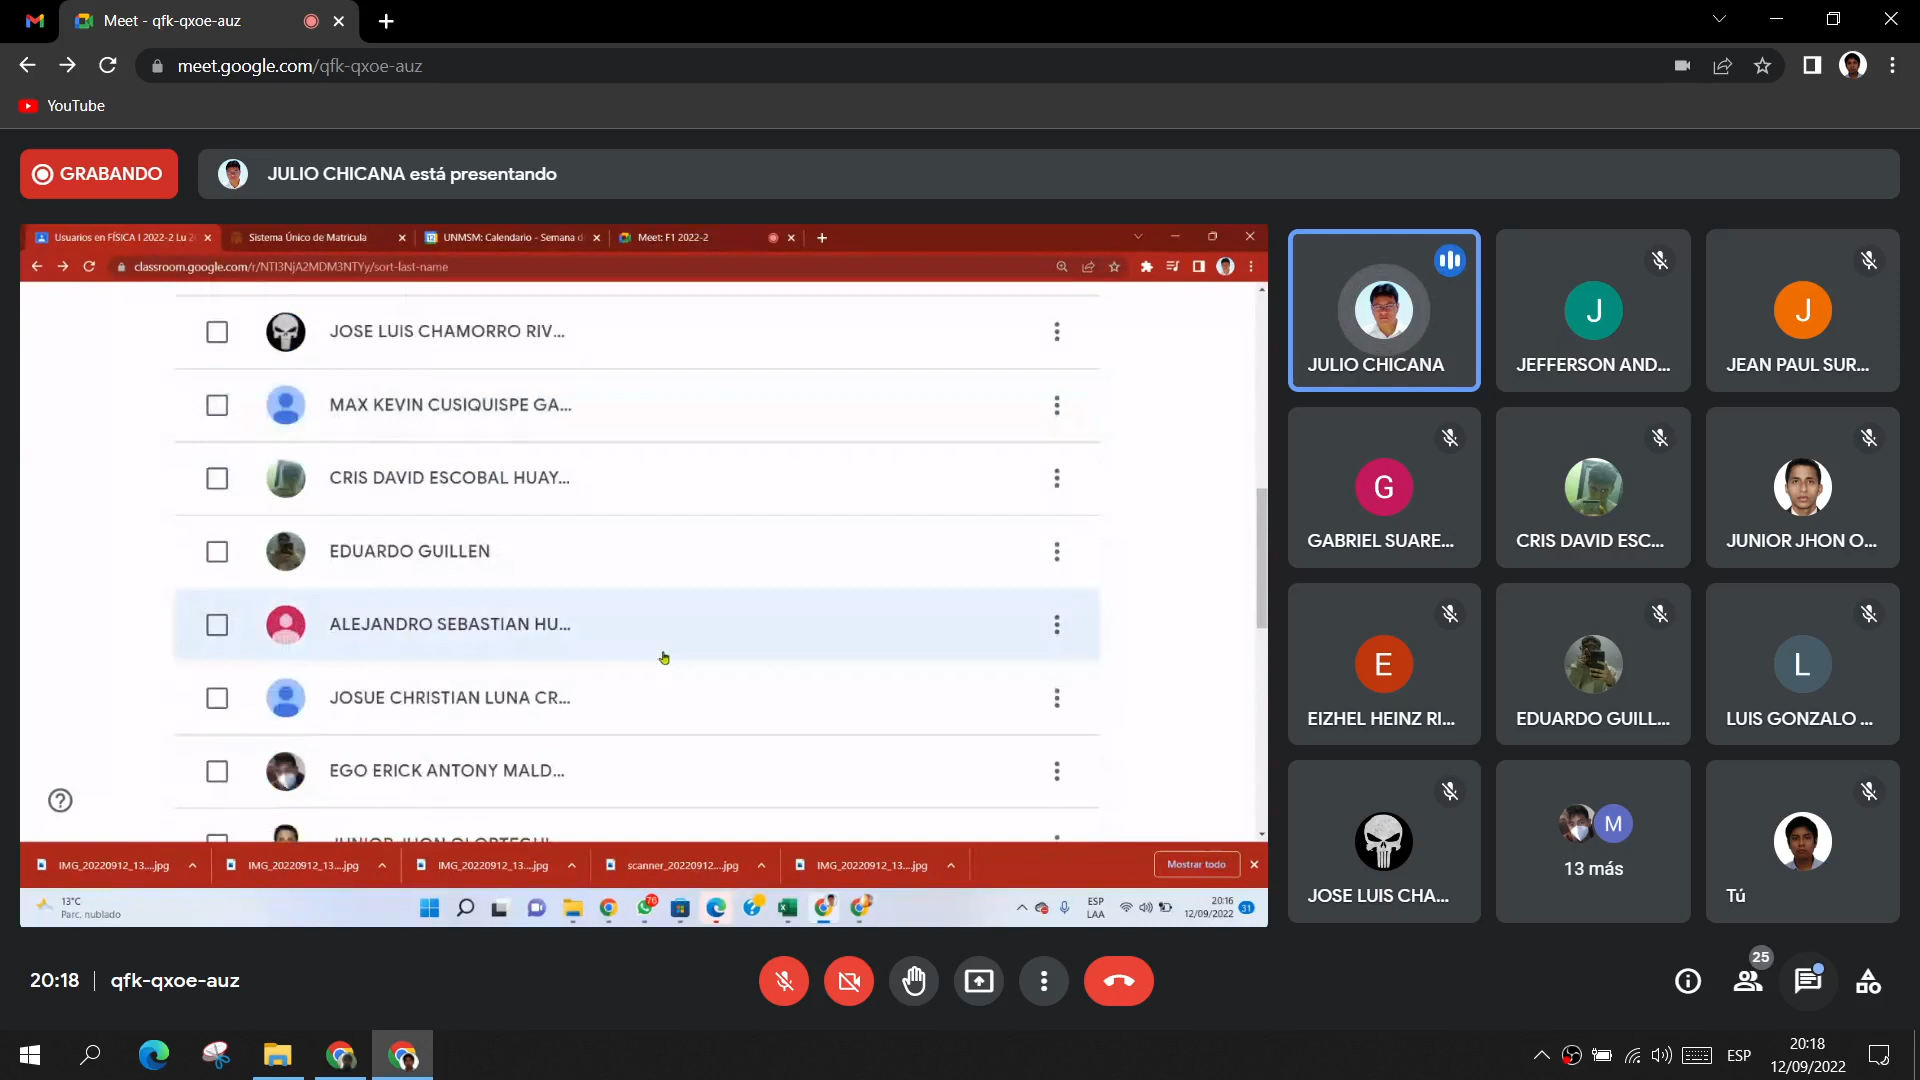 Meet - qfk-qxoe-auz
meet.google.com/qfk-qxoe-auz
YouTube
GRABANDO
JULIO CHICANA está presentando
Usuarios en FÍSICA I 2022-2 Lu 2
Sistema Único de Matricula
UNMSM: Calendario - Semana d
Meet: F1 2022-2
classroom.google.com/r/NTI3NjA2MDM3NTYy/sort-last-name
JOSE LUIS CHAMORRO RIV...
MAX KEVIN CUSIQUISPE GA...
CRIS DAVID ESCOBAL HUAY...
EDUARDO GUILLEN
ALEJANDRO SEBASTIAN HU...
JOSUE CHRISTIAN LUNA CR...
EGO ERICK ANTONY MALD...
IMG_20220912_13....jpg
IMG_20220912_13....jpg
IMG_20220912_13....jpg
scanner_20220912....jpg
IMG_20220912_13....jpg
Mostrar todo
13°C
Parc. nublado
76
ESP
LAA
20:16
12/09/2022
31
JULIO CHICANA
J
JEFFERSON AND...
J
JEAN PAUL SUR...
G
GABRIEL SUARE...
CRIS DAVID ESC...
JUNIOR JHON O...
E
EIZHEL HEINZ RI...
EDUARDO GUILL...
L
LUIS GONZALO ...
JOSE LUIS CHA...
M
13 más
Tú
20:18
qfk-qxoe-auz
25
ESP
20:18
12/09/2022